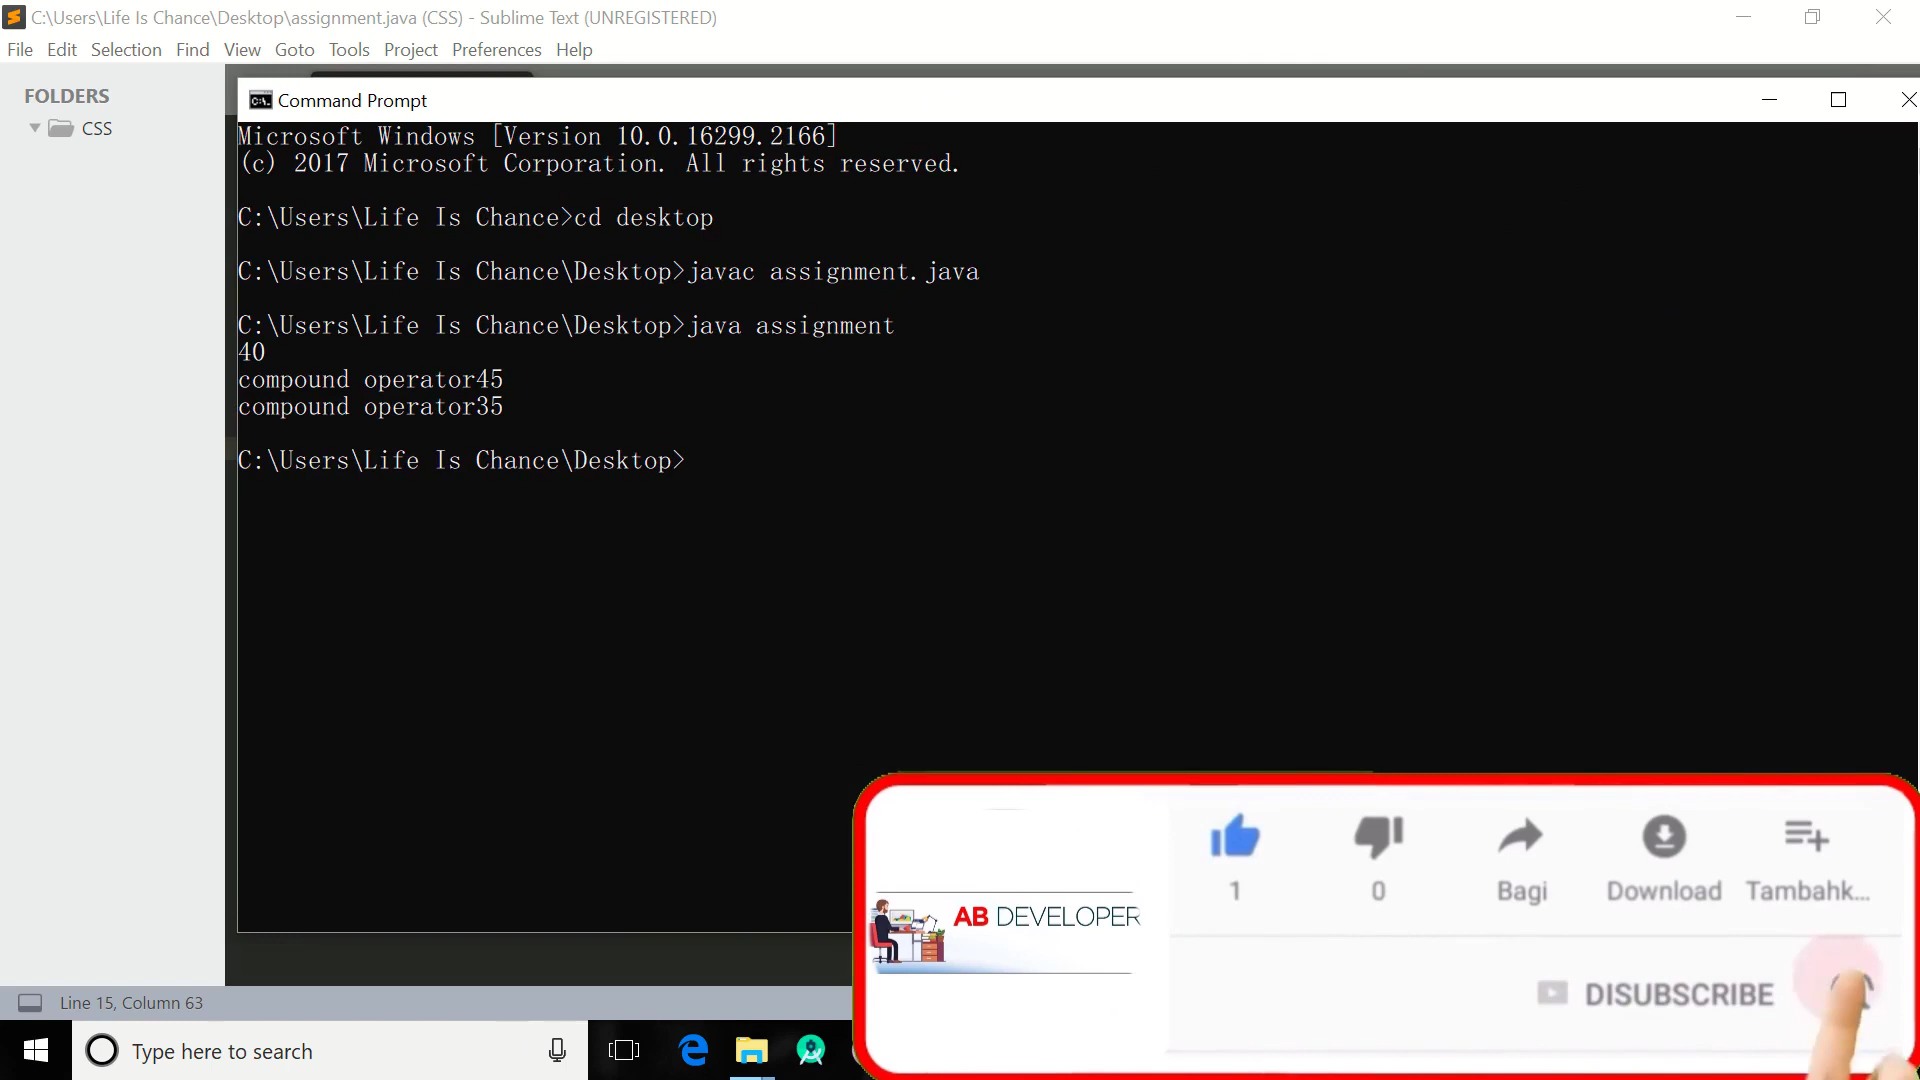 C:\Users\Life Is Chance\Desktop\assignment.java (CSS) - Sublime Text (UNREGISTERED)
File Edit Selection Find View Goto Tools Project Preferences Help
FOLDERS
CSS
Command Prompt
Microsoft Windows [Version 10.0.16299.2166]
(c) 2017 Microsoft Corporation. All rights reserved.
C:\Users\Life Is Chance>cd desktop
C:\Users\Life Is Chance\Desktop>javac assignment.java
C:\Users\Life Is Chance\Desktop>java assignment
40
compound operator45
compound operator35
C:\Users\Life Is Chance\Desktop>
1 0 Bagi Download Tambahk...
AB DEVELOPER
DISUBSCRIBE
Line 15, Column 63
Type here to search